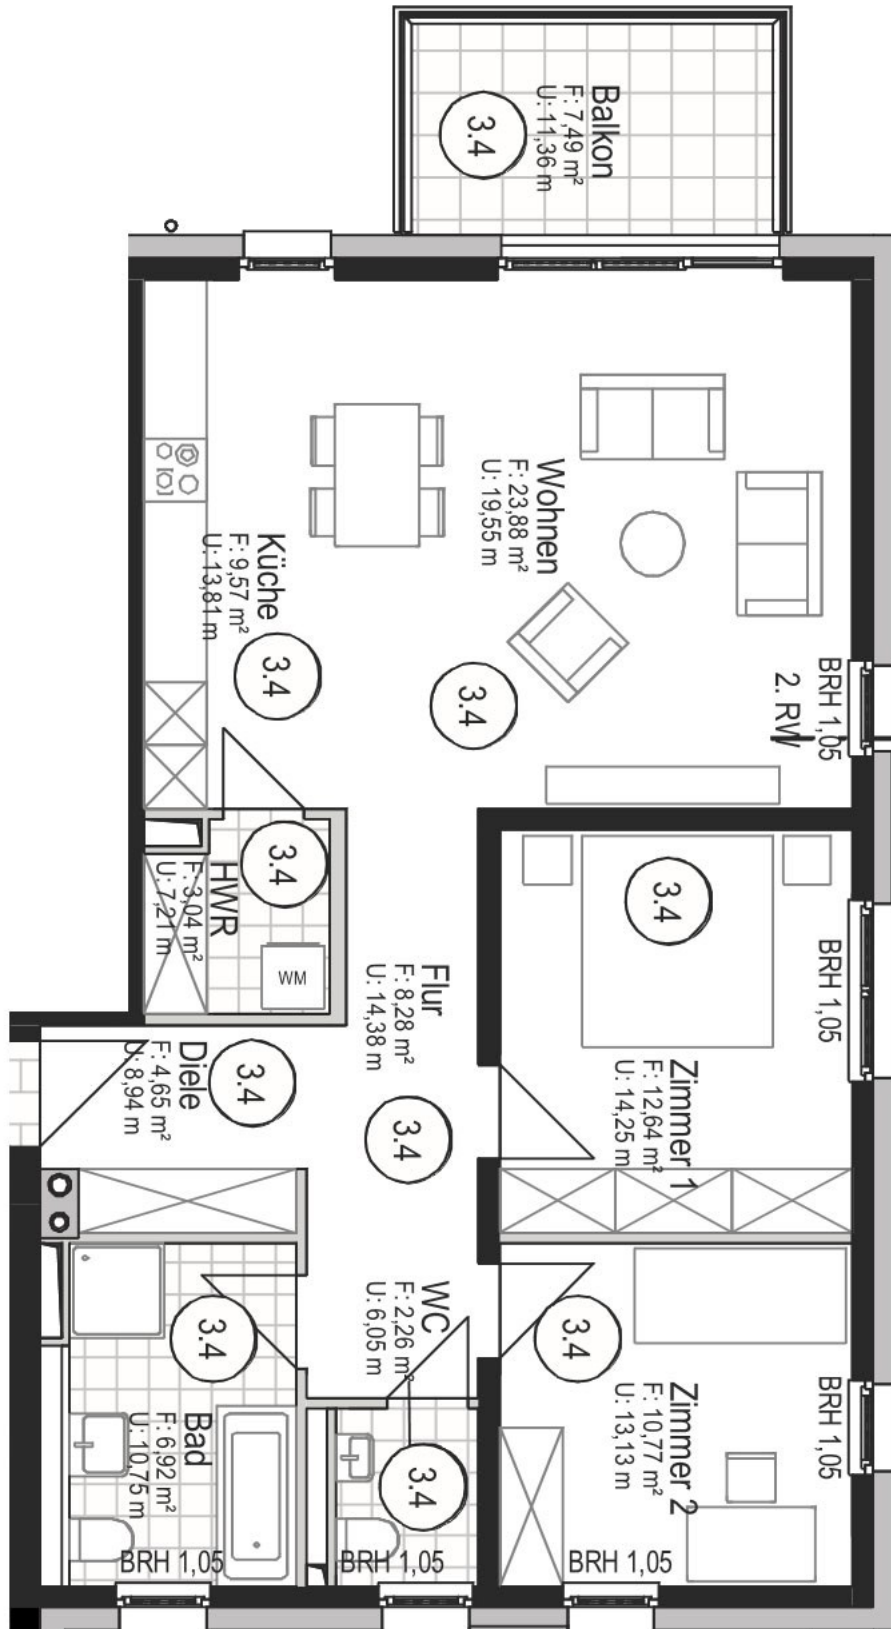 Balkon
F: 7,49 m²
U: 11,36 m
3.4
Wohnen
F: 23,88 m²
U: 19,55 m
3.4
Küche
F: 9,57 m²
U: 13,81 m
3.4
BRH 1,05
2. RW
HWR
F: 3,04 m²
U: 7,21 m
3.4
WM
3.4
BRH 1,05
Flur
F: 8,28 m²
U: 14,38 m
3.4
Zimmer 1
F: 12,64 m²
U: 14,25 m
Diele
F: 4,65 m²
U: 8,94 m
3.4
WC
F: 2,26 m²
U: 6,05 m
3.4
3.4
3.4
Zimmer 2
F: 10,77 m²
U: 13,13 m
BRH 1,05
Bad
F: 6,92 m²
U: 10,75 m
BRH 1,05
BRH 1,05
BRH 1,05